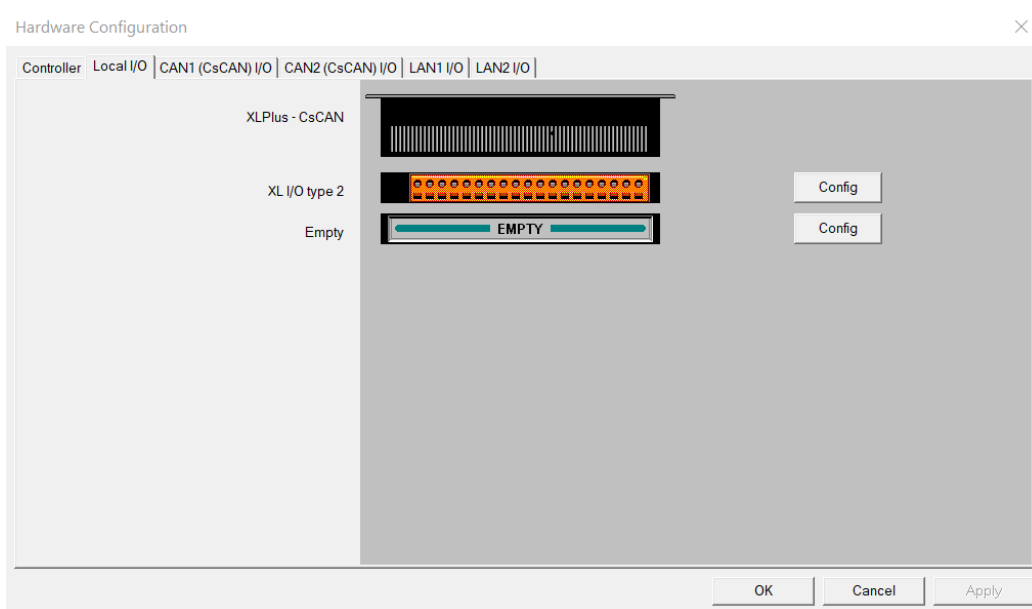 Hardware Configuration
Controller Local I/O CAN1 (CsCAN) I/O CAN2 (CsCAN) I/O LAN1 I/O LAN2 I/O
XLPlus - CsCAN
XL I/O type 2 Config
Empty EMPTY Config
OK Cancel Apply